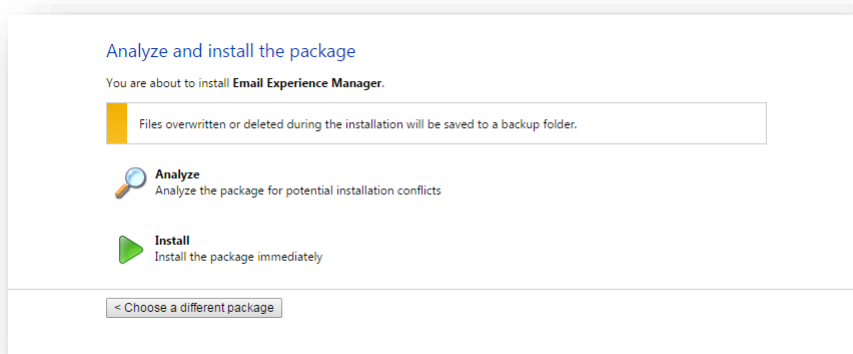 Analyze and install the package
You are about to install Email Experience Manager.
Files overwritten or deleted during the installation will be saved to a backup folder.
Analyze
Analyze the package for potential installation conflicts
Install
Install the package immediately
< Choose a different package